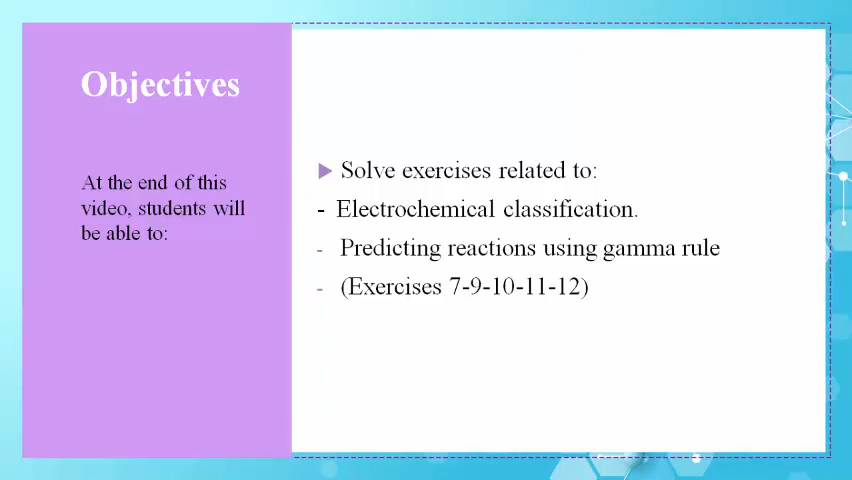 Objectives
At the end of this
video, students will
be able to:
▶ Solve exercises related to:
- Electrochemical classification.
- Predicting reactions using gamma rule
- (Exercises 7-9-10-11-12)